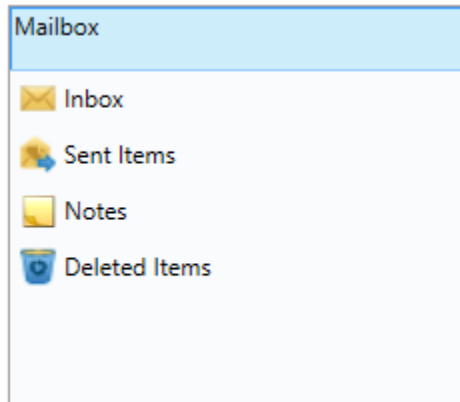 Mailbox
Inbox
Sent Items
Notes
Deleted Items